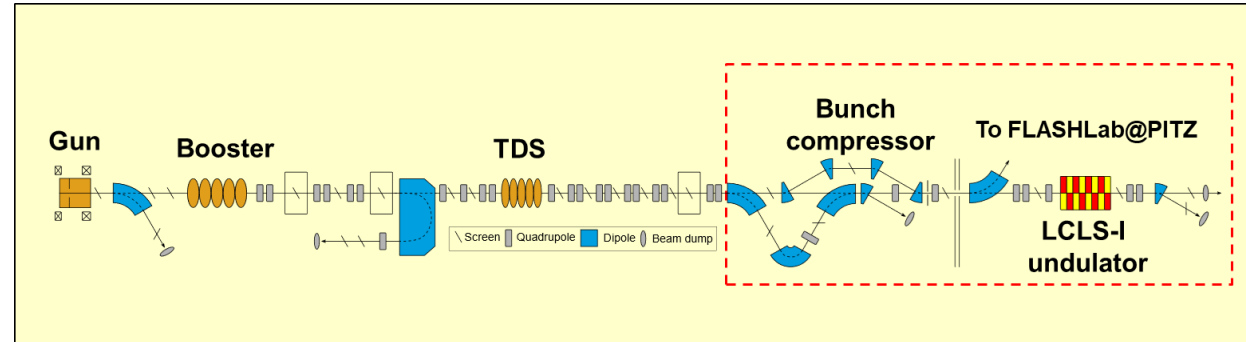 Gun
Booster
TDS
Bunch
compressor
To FLASHLab@PITZ
Screen Quadrupole Dipole Beam dump
LCLS-I
undulator